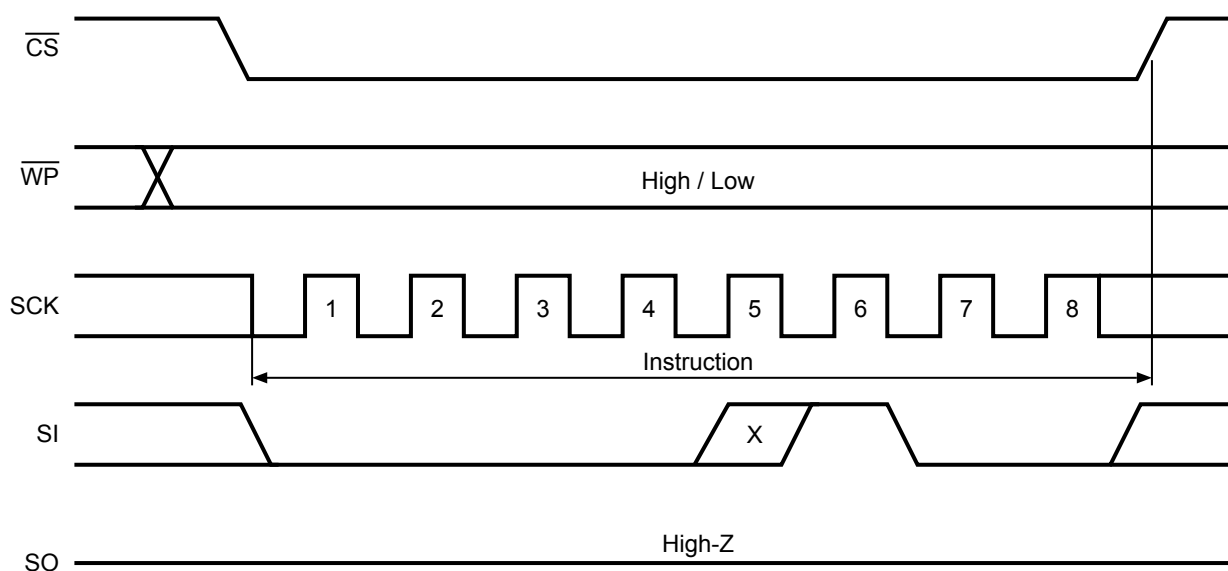 CS
WP
High / Low
SCK
1 2 3 4 5 6 7 8
Instruction
SI
X
High-Z
SO